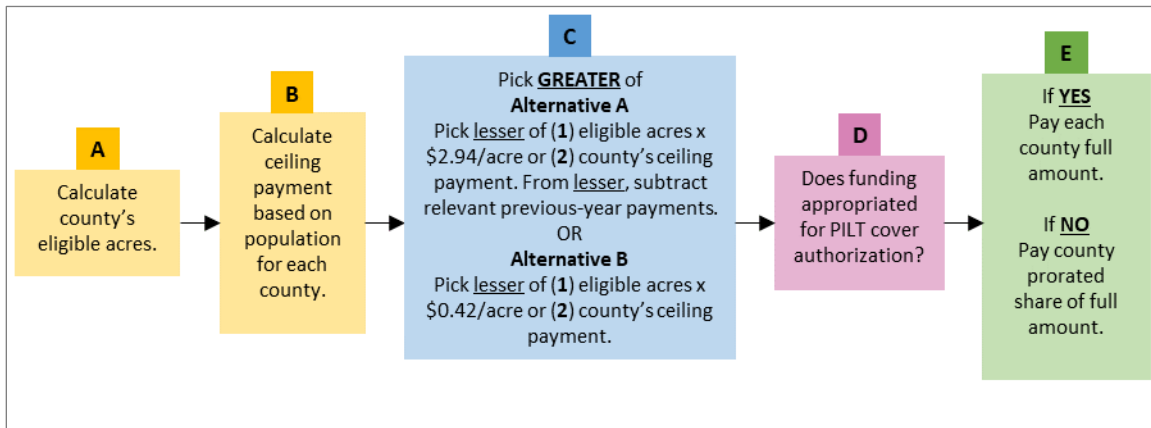 A
Calculate
county's
eligible acres.
B
Calculate
ceiling
payment
based on
population
for each
county.
C
Pick GREATER of
Alternative A
Pick lesser of (1) eligible acres x
$2.94/acre or (2) county's ceiling
payment. From lesser, subtract
relevant previous-year payments.
OR
Alternative B
Pick lesser of (1) eligible acres x
$0.42/acre or (2) county's ceiling
payment.
D
Does funding
appropriated
for PILT cover
authorization?
E
If YES
Pay each
county full
amount.
If NO
Pay county
prorated
share of full
amount.